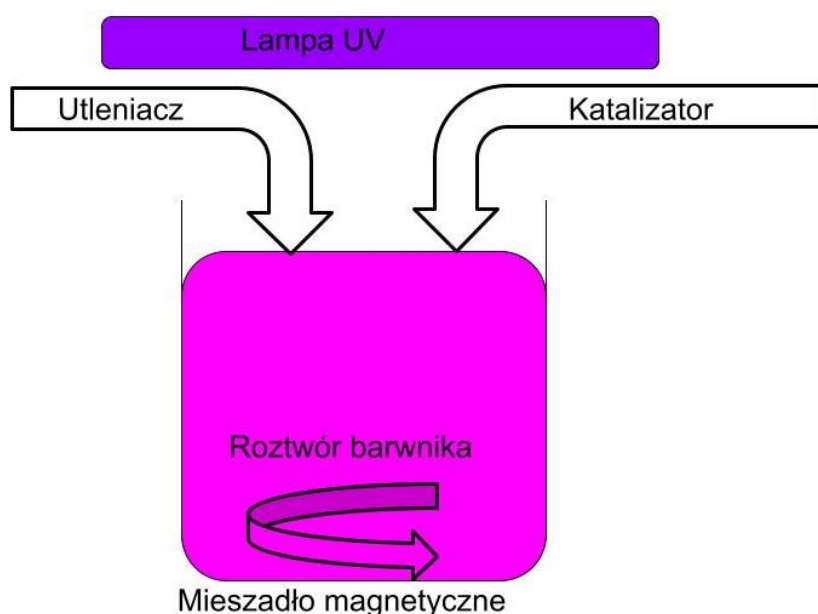 Lampa UV
Utleniacz
Katalizator
Roztwór barwnika
Mieszadło magnetyczne